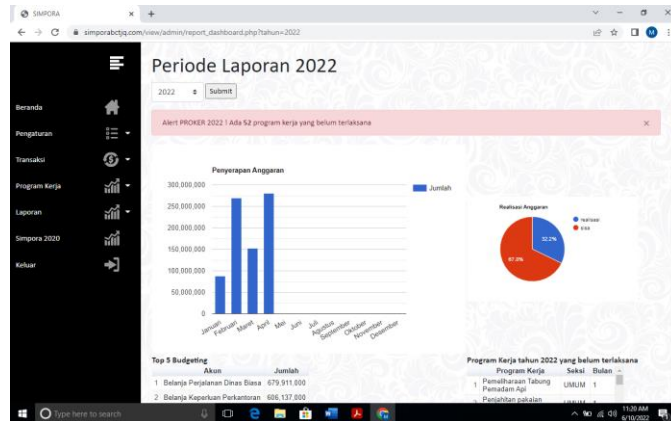 SIMPORA
simporabctjq.com/view/admin/report_dashboard.php?tahun=2022
Beranda
Pengaturan
Transaksi
Program Kerja
Laporan
Simpora 2020
Keluar
Periode Laporan 2022
2022 Submit
Alert PROKER 2022 ! Ada 52 program kerja yang belum terlaksana
Penyerapan Anggaran
300,000,000
250,000,000
200,000,000
150,000,000
100,000,000
50,000,000
0
Januari Februari Maret April Mei Juni Juli Agustus September Oktober November Desember
Jumlah
Realisasi Anggaran
32.2%
67.8%
Top 5 Budgeting
Akun Jumlah
1 Belanja Perjalanan Dinas Biasa 679,911,000
2 Belanja Keperluan Perkantoran 606,137,000
Program Kerja tahun 2022 yang belum terlaksana
Program Kerja Seksi Bulan
1 Pemeliharaan Tabung Pemadam Api UMUM 1
Penjahitan pakaian
Type here to search
11:20 AM
6/10/2022